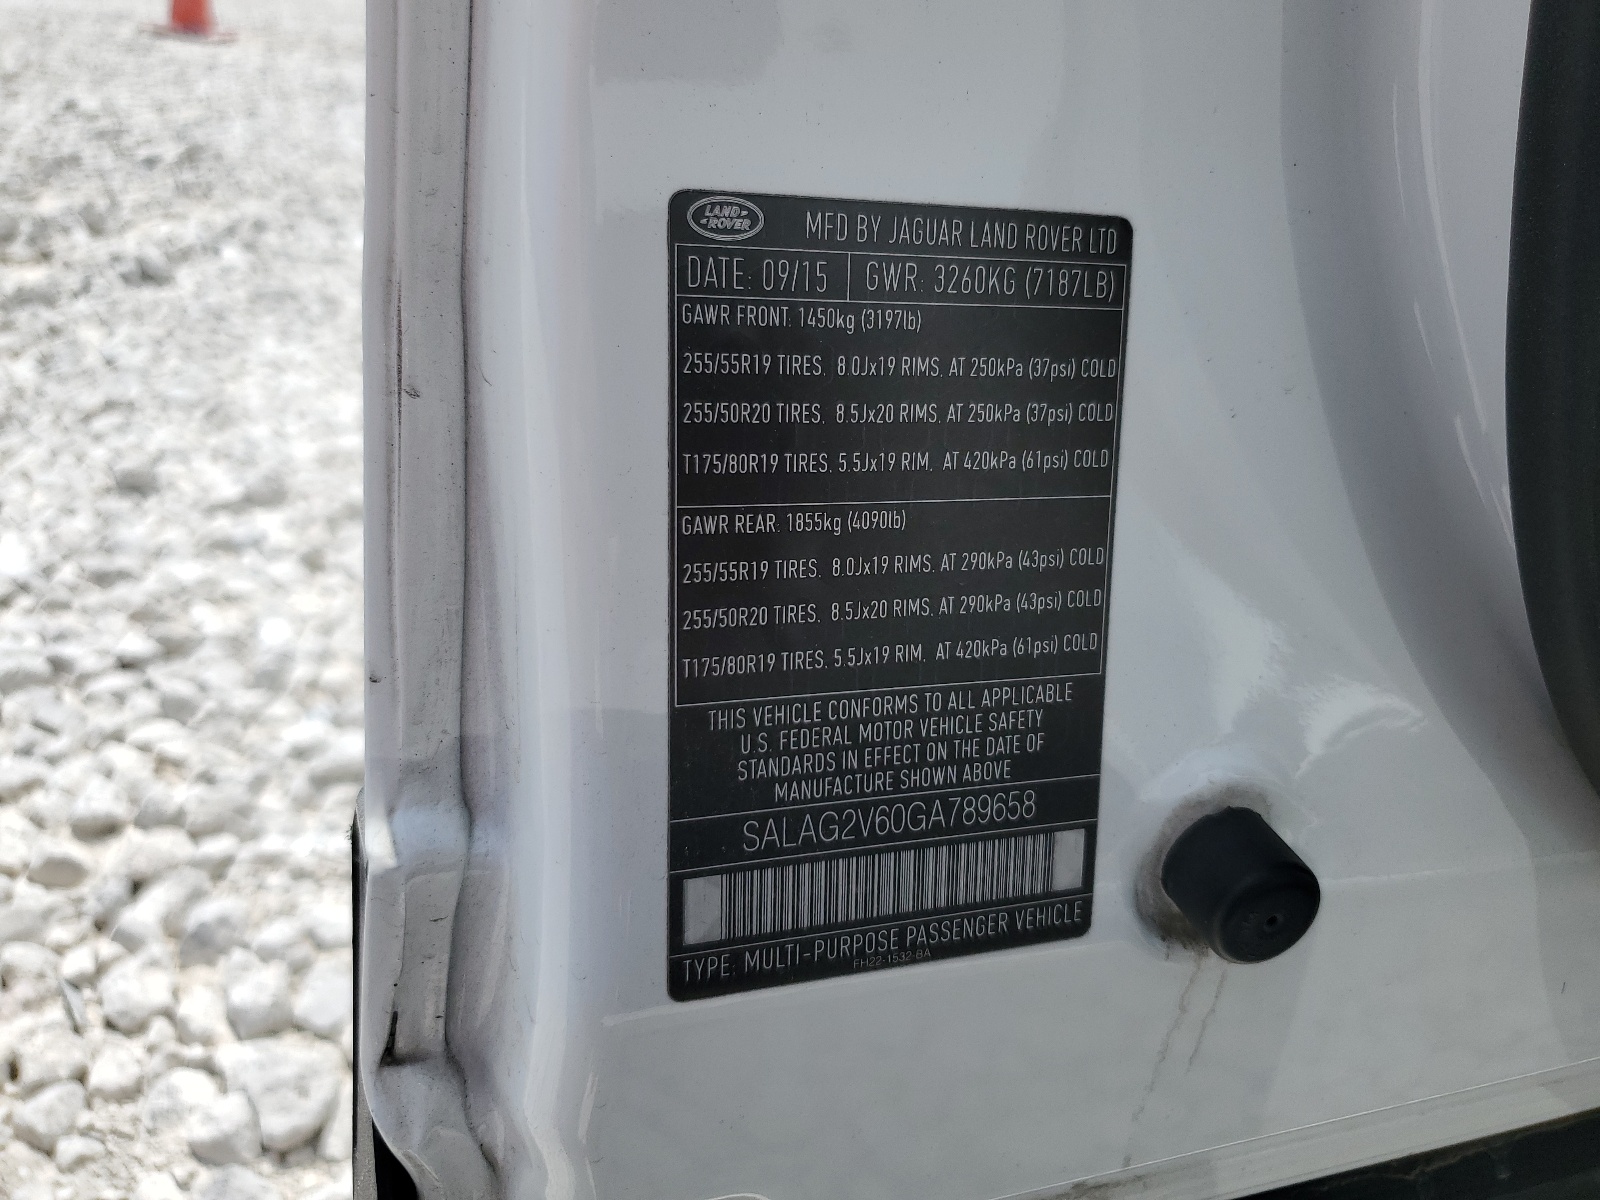 LAND ROVER
MFD BY JAGUAR LAND ROVER LTD
DATE: 09/15 GWR: 3260KG (7187LB)
GAWR FRONT: 1450kg (3197lb)
255/55R19 TIRES, 8.0Jx19 RIMS, AT 250kPa (37psi) COLD
255/50R20 TIRES, 8.5Jx20 RIMS, AT 250kPa (37psi) COLD
T175/80R19 TIRES, 5.5Jx19 RIM, AT 420kPa (61psi) COLD
GAWR REAR: 1855kg (4090lb)
255/55R19 TIRES, 8.0Jx19 RIMS, AT 290kPa (43psi) COLD
255/50R20 TIRES, 8.5Jx20 RIMS, AT 290kPa (43psi) COLD
T175/80R19 TIRES, 5.5Jx19 RIM, AT 420kPa (61psi) COLD
THIS VEHICLE CONFORMS TO ALL APPLICABLE
U.S. FEDERAL MOTOR VEHICLE SAFETY
STANDARDS IN EFFECT ON THE DATE OF
MANUFACTURE SHOWN ABOVE
SALAG2V60GA789658
TYPE: MULTI-PURPOSE PASSENGER VEHICLE
FH22-1532-BA